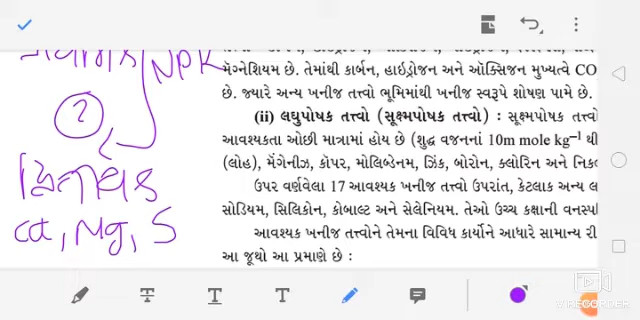 મૅગ્નેશિયમ છે. તેમાંથી કાર્બન, હાઇડ્રોજન અને ઑક્સિજન મુખ્યત્વે CO
છે. જ્યારે અન્ય ખનીજ તત્ત્વો ભૂમિમાંથી ખનીજ સ્વરૂપે શોષણ પામે છે.
(ii) લઘુપોષક તત્ત્વો (સૂક્ષ્મપોષક તત્ત્વો) : સૂક્ષ્મપોષક તત્ત્વો
આવશ્યકતા ઓછી માત્રામાં હોય છે (શુદ્ધ વજનનાં 10m mole kg⁻¹ થી
(લોહ), મેંગેનીઝ, કૉપર, મોલિબેનમ, ઝિંક, બોરોન, ક્લોરિન અને નિકલ
ઉપર વર્ણવેલા 17 આવશ્યક ખનીજ તત્ત્વો ઉપરાંત, કેટલાક અન્ય લ
સોડિયમ, સિલિકોન, કોબાલ્ટ અને સેલેનિયમ. તેઓ ઉચ્ચ કક્ષાની વનસ્પ
આવશ્યક ખનીજ તત્ત્વોને તેમના વિવિધ કાર્યોને આધારે સામાન્ય રી
આ જૂથો આ પ્રમાણે છે :
NPK
2
Ca, Mg, S
RECORDER